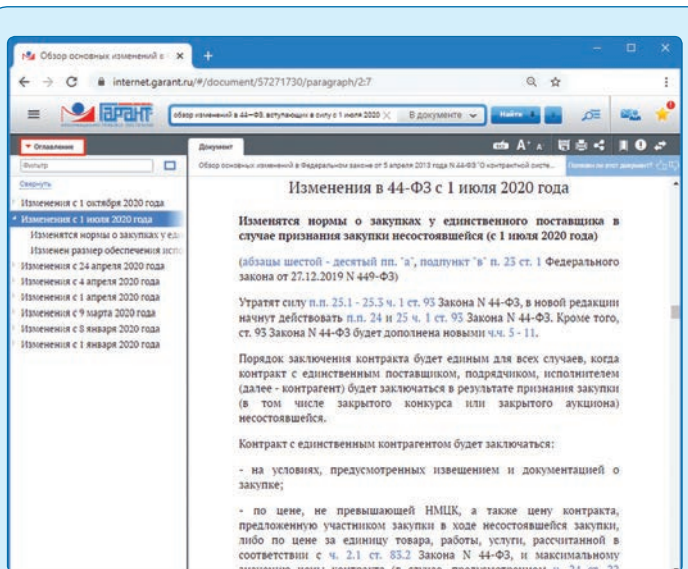 Обзор основных изменений в
internet.garant.ru/#/document/57271730/paragraph/2:7
ГАРАНТ
обзор изменений в 44-ФЗ, вступающие в силу с 1 июля 2020
В документе
Найти
Оглавление
Документ
Фильтр
Обзор основных изменений в Федеральном законе от 5 апреля 2013 года N 44-ФЗ "О контрактной систе...
Полезен ли этот документ?
Свернуть
Изменения с 1 октября 2020 года
Изменения с 1 июля 2020 года
Изменятся нормы о закупках у еди
Изменен размер обеспечения испо
Изменения с 24 апреля 2020 года
Изменения с 4 апреля 2020 года
Изменения с 1 апреля 2020 года
Изменения с 9 марта 2020 года
Изменения с 8 января 2020 года
Изменения с 1 января 2020 года
Изменения в 44-ФЗ с 1 июля 2020 года
Изменятся нормы о закупках у единственного поставщика в
случае признания закупки несостоявшейся (с 1 июля 2020 года)
(абзацы шестой - десятый пп. "а", подпункт "в" п. 23 ст. 1 Федерального
закона от 27.12.2019 N 449-ФЗ)
Утратят силу п.п. 25.1 - 25.3 ч. 1 ст. 93 Закона N 44-ФЗ, в новой редакции
начнут действовать п.п. 24 и 25 ч. 1 ст. 93 Закона N 44-ФЗ. Кроме того,
ст. 93 Закона N 44-ФЗ будет дополнена новыми ч.ч. 5 - 11.
Порядок заключения контракта будет единым для всех случаев, когда
контракт с единственным поставщиком, подрядчиком, исполнителем
(далее - контрагент) будет заключаться в результате признания закупки
(в том числе закрытого конкурса или закрытого аукциона)
несостоявшейся.
Контракт с единственным контрагентом будет заключаться:
- на условиях, предусмотренных извещением и документацией о
закупке;
- по цене, не превышающей НМЦК, а также цену контракта,
предложенную участником закупки в ходе несостоявшейся закупки,
либо по цене за единицу товара, работы, услуги, рассчитанной в
соответствии с ч. 2.1 ст. 83.2 Закона N 44-ФЗ, и максимальному